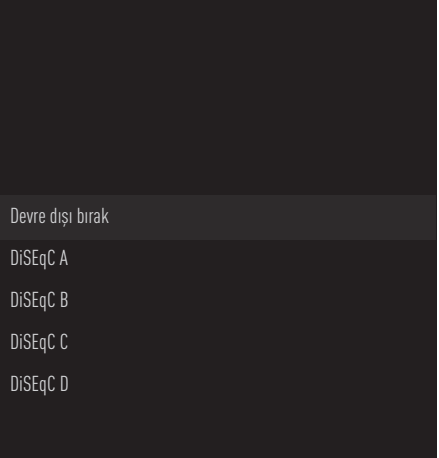 Devre dışı bırak
DiSEqC A
DiSEqC B
DiSEqC C
DiSEqC D